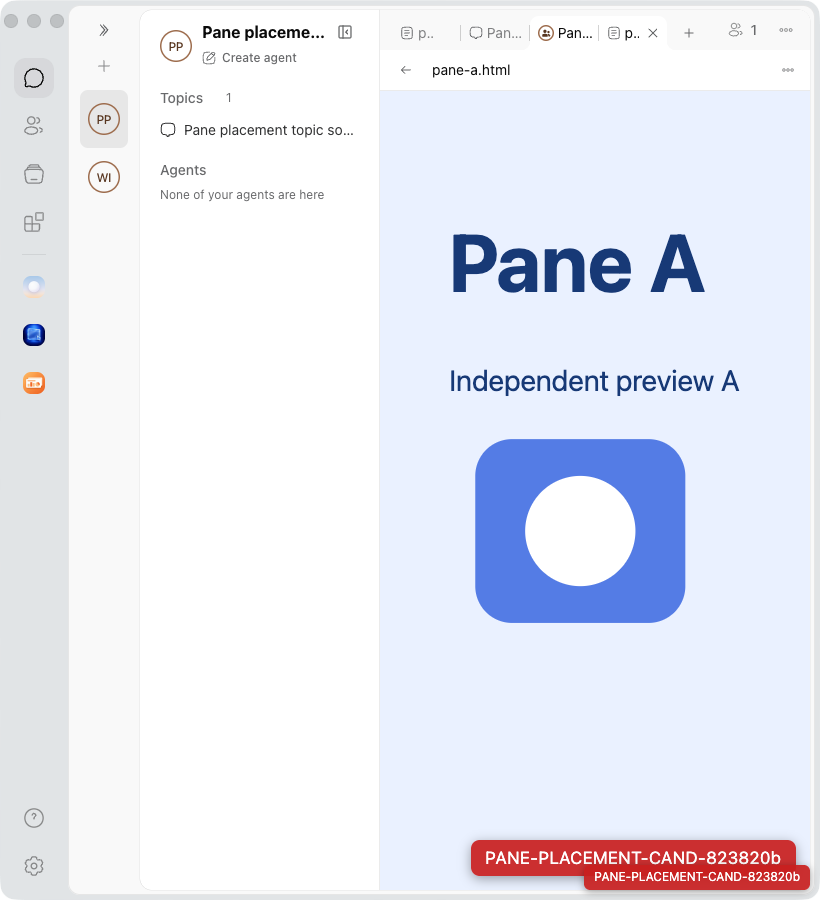 PP
Pane placeme...
Create agent
Topics 1
Pane placement topic so...
Agents
None of your agents are here
PP
WI
p..
Pan...
Pan...
p..
1
pane-a.html
Pane A
Independent preview A
PANE-PLACEMENT-CAND-823820b
PANE-PLACEMENT-CAND-823820b